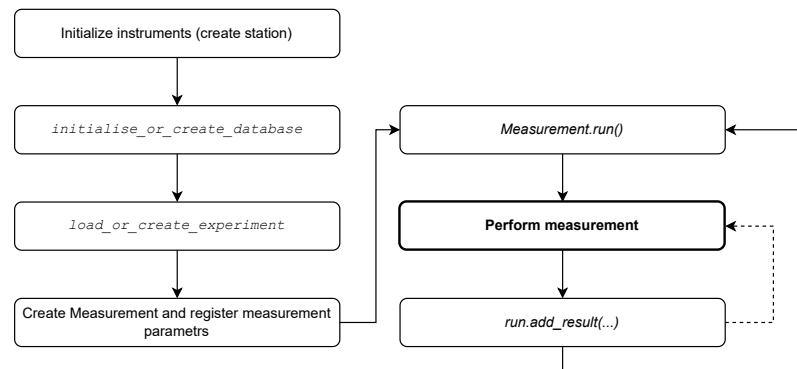 Initialize instruments (create station)
initialise_or_create_database
load_or_create_experiment
Create Measurement and register measurement
parametrs
Measurement.run()
Perform measurement
run.add_result(...)